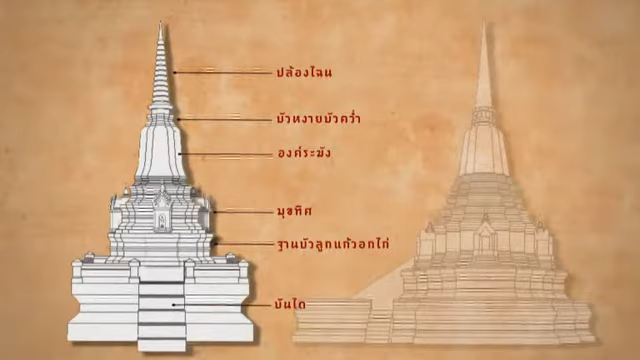 ปล้องไฉน
บัวหงายบัวคว่ำ
องค์ระฆัง
มุขทิศ
ฐานบัวลูกแก้วอกไก่
บันได